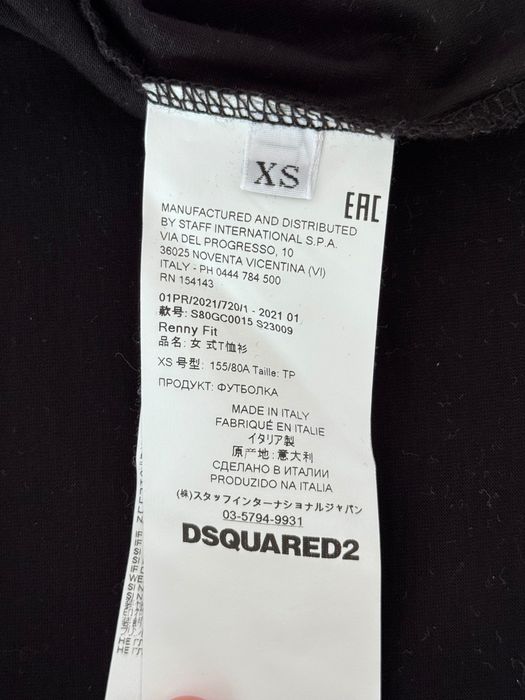 XS
EAC
MANUFACTURED AND DISTRIBUTED
BY STAFF INTERNATIONAL S.P.A.
VIA DEL PROGRESSO, 10
36025 NOVENTA VICENTINA (VI)
ITALY - PH 0444 784 500
RN 154143
01PR/2021/720/1 - 2021 01
款号: S80GC0015 S23009
Renny Fit
品名: 女 式T恤衫
XS 号型: 155/80A Taille: TP
ПРОДУКТ: ФУТБОЛКА
MADE IN ITALY
FABRIQUÉ EN ITALIE
イタリア製
原产地: 意大利
СДЕЛАНО В ИТАЛИИ
PRODUZIDO NA ITALIA
(株)スタッフインターナショナルジャパン
03-5794-9931
DSQUARED2